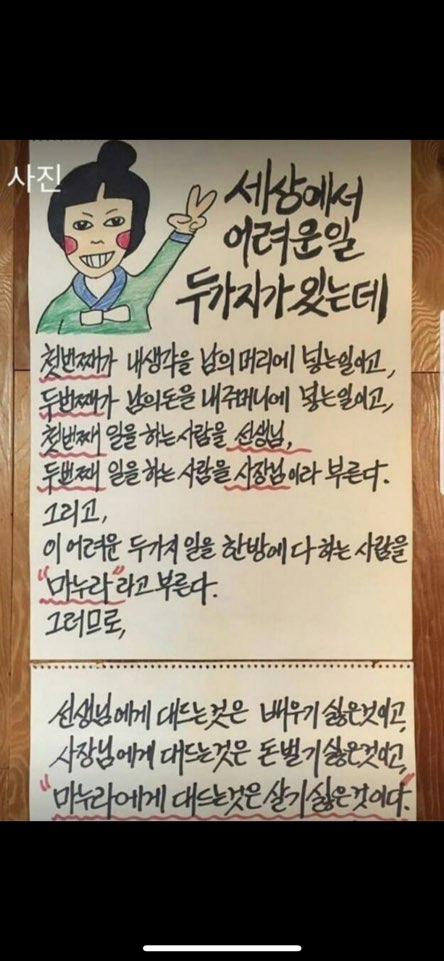 사진
세상에서
어려운일
두가지가있는데
첫번째가 내생각을 남의 머리에 넣는일이고,
두번째가 남의돈을 내주머니에 넣는일이고,
첫번째 일을 하는사람을 선생님,
두번째 일을 하는 사람을 사장님이라 부른다.
그리고,
이 어려운 두가지 일을 한방에 다 하는 사람을
"마누라"라고 부른다.
그러므로,
선생님에게 대드는것은 배우기 싫은것이고,
사장님에게 대드는것은 돈벌기 싫은것이고,
"마누라에게 대드는것은 살기싫은것이다."